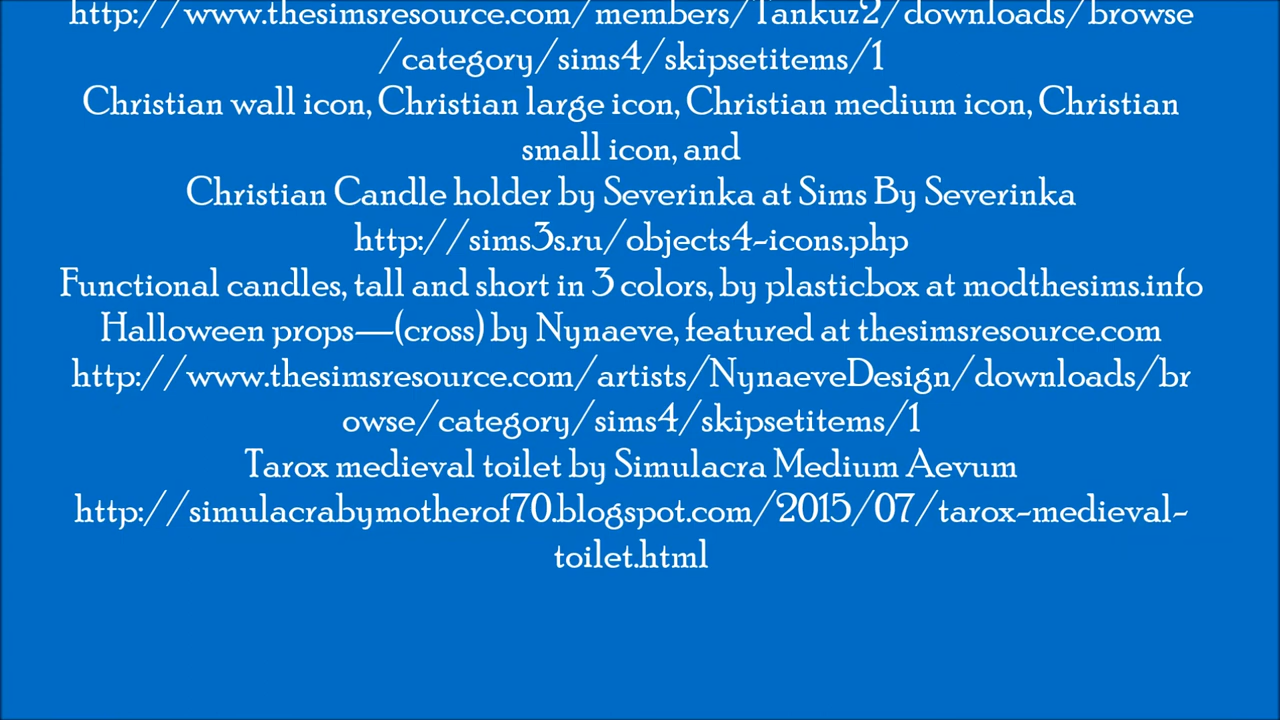 http://www.thesimsresource.com/members/Tankuz2/downloads/browse
/category/sims4/skipsetitems/1
Christian wall icon, Christian large icon, Christian medium icon, Christian
small icon, and
Christian Candle holder by Severinka at Sims By Severinka
http://sims3s.ru/objects4-icons.php
Functional candles, tall and short in 3 colors, by plasticbox at modthesims.info
Halloween props—(cross) by Nynaeve, featured at thesimsresource.com
http://www.thesimsresource.com/artists/NynaeveDesign/downloads/br
owse/category/sims4/skipsetitems/1
Tarox medieval toilet by Simulacra Medium Aevum
http://simulacrabymotherof70.blogspot.com/2015/07/tarox-medieval-
toilet.html